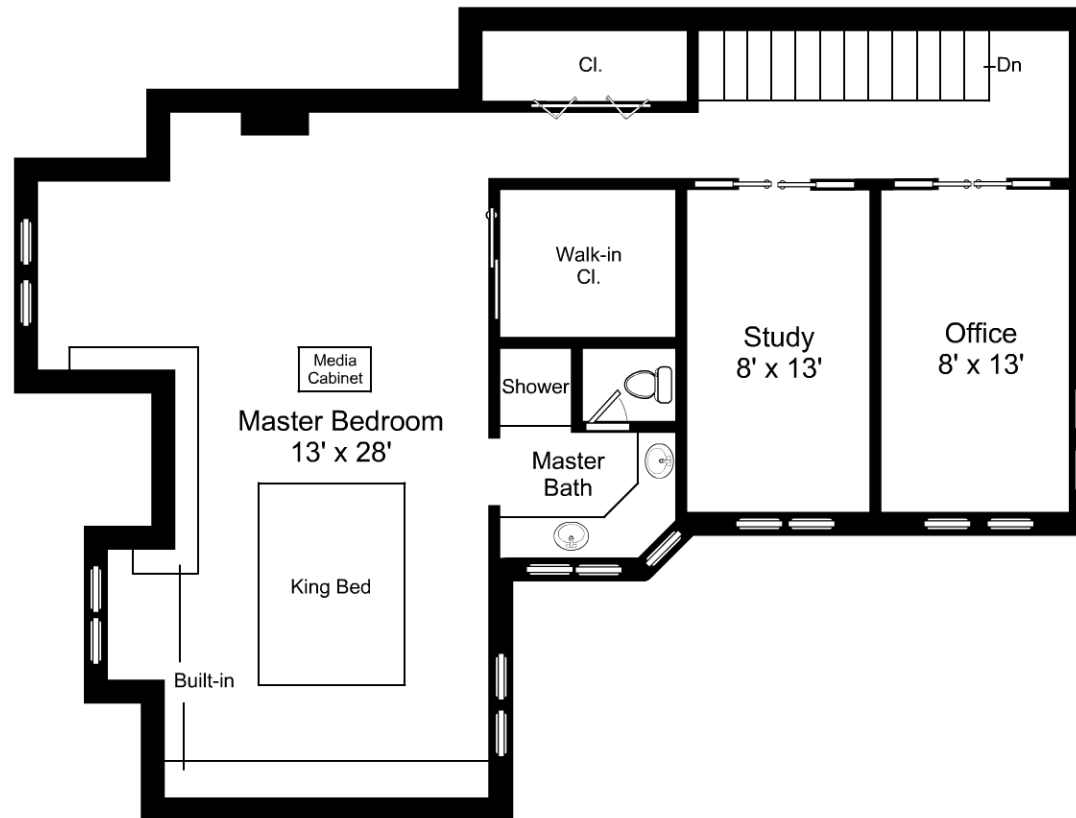 Cl.
Dn
Walk-in
Cl.
Study
8' x 13'
Office
8' x 13'
Media
Cabinet
Shower
Master Bedroom
13' x 28'
Master
Bath
King Bed
Built-in